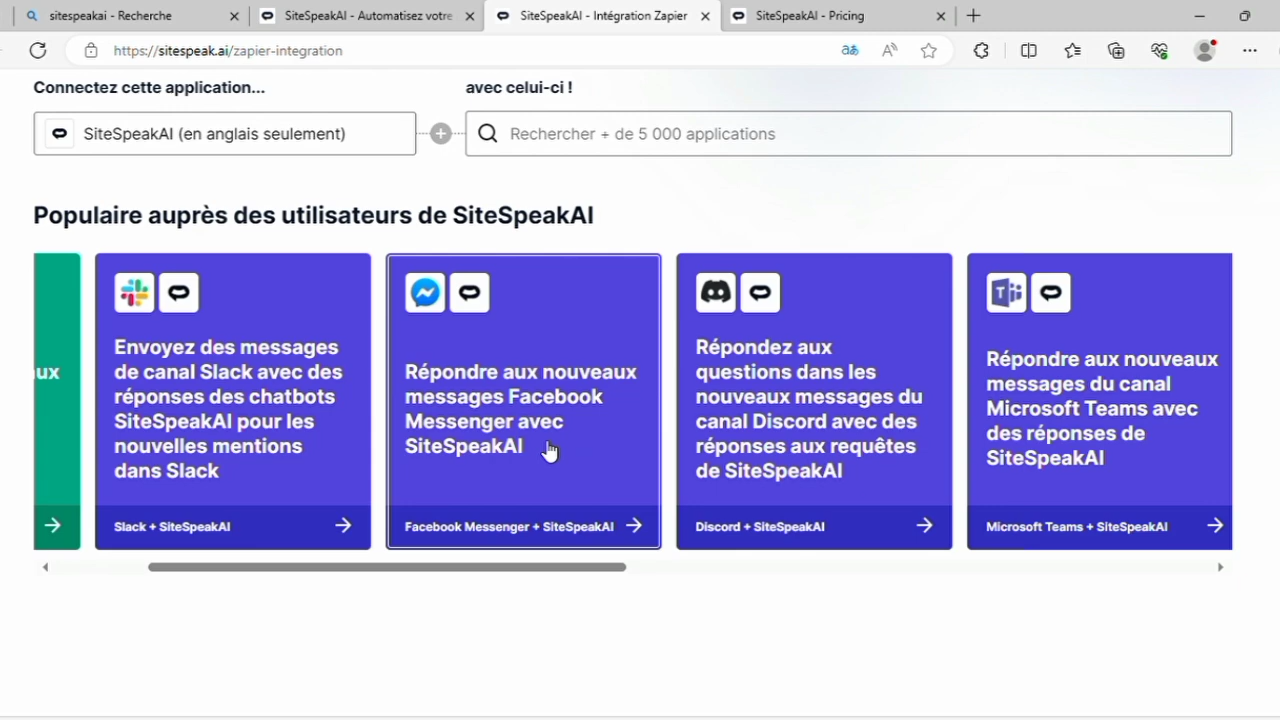 sitespeakai - Recherche
SiteSpeakAI - Automatisez votre
SiteSpeakAI - Intégration Zapier
SiteSpeakAI - Pricing
https://sitespeak.ai/zapier-integration
Connectez cette application...
avec celui-ci !
SiteSpeakAI (en anglais seulement)
Rechercher + de 5 000 applications
Populaire auprès des utilisateurs de SiteSpeakAI
Envoyez des messages
de canal Slack avec des
réponses des chatbots
SiteSpeakAI pour les
nouvelles mentions
dans Slack
Slack + SiteSpeakAI
Répondre aux nouveaux
messages Facebook
Messenger avec
SiteSpeakAI
Facebook Messenger + SiteSpeakAI
Répondez aux
questions dans les
nouveaux messages du
canal Discord avec des
réponses aux requêtes
de SiteSpeakAI
Discord + SiteSpeakAI
Répondre aux nouveaux
messages du canal
Microsoft Teams avec
des réponses de
SiteSpeakAI
Microsoft Teams + SiteSpeakAI